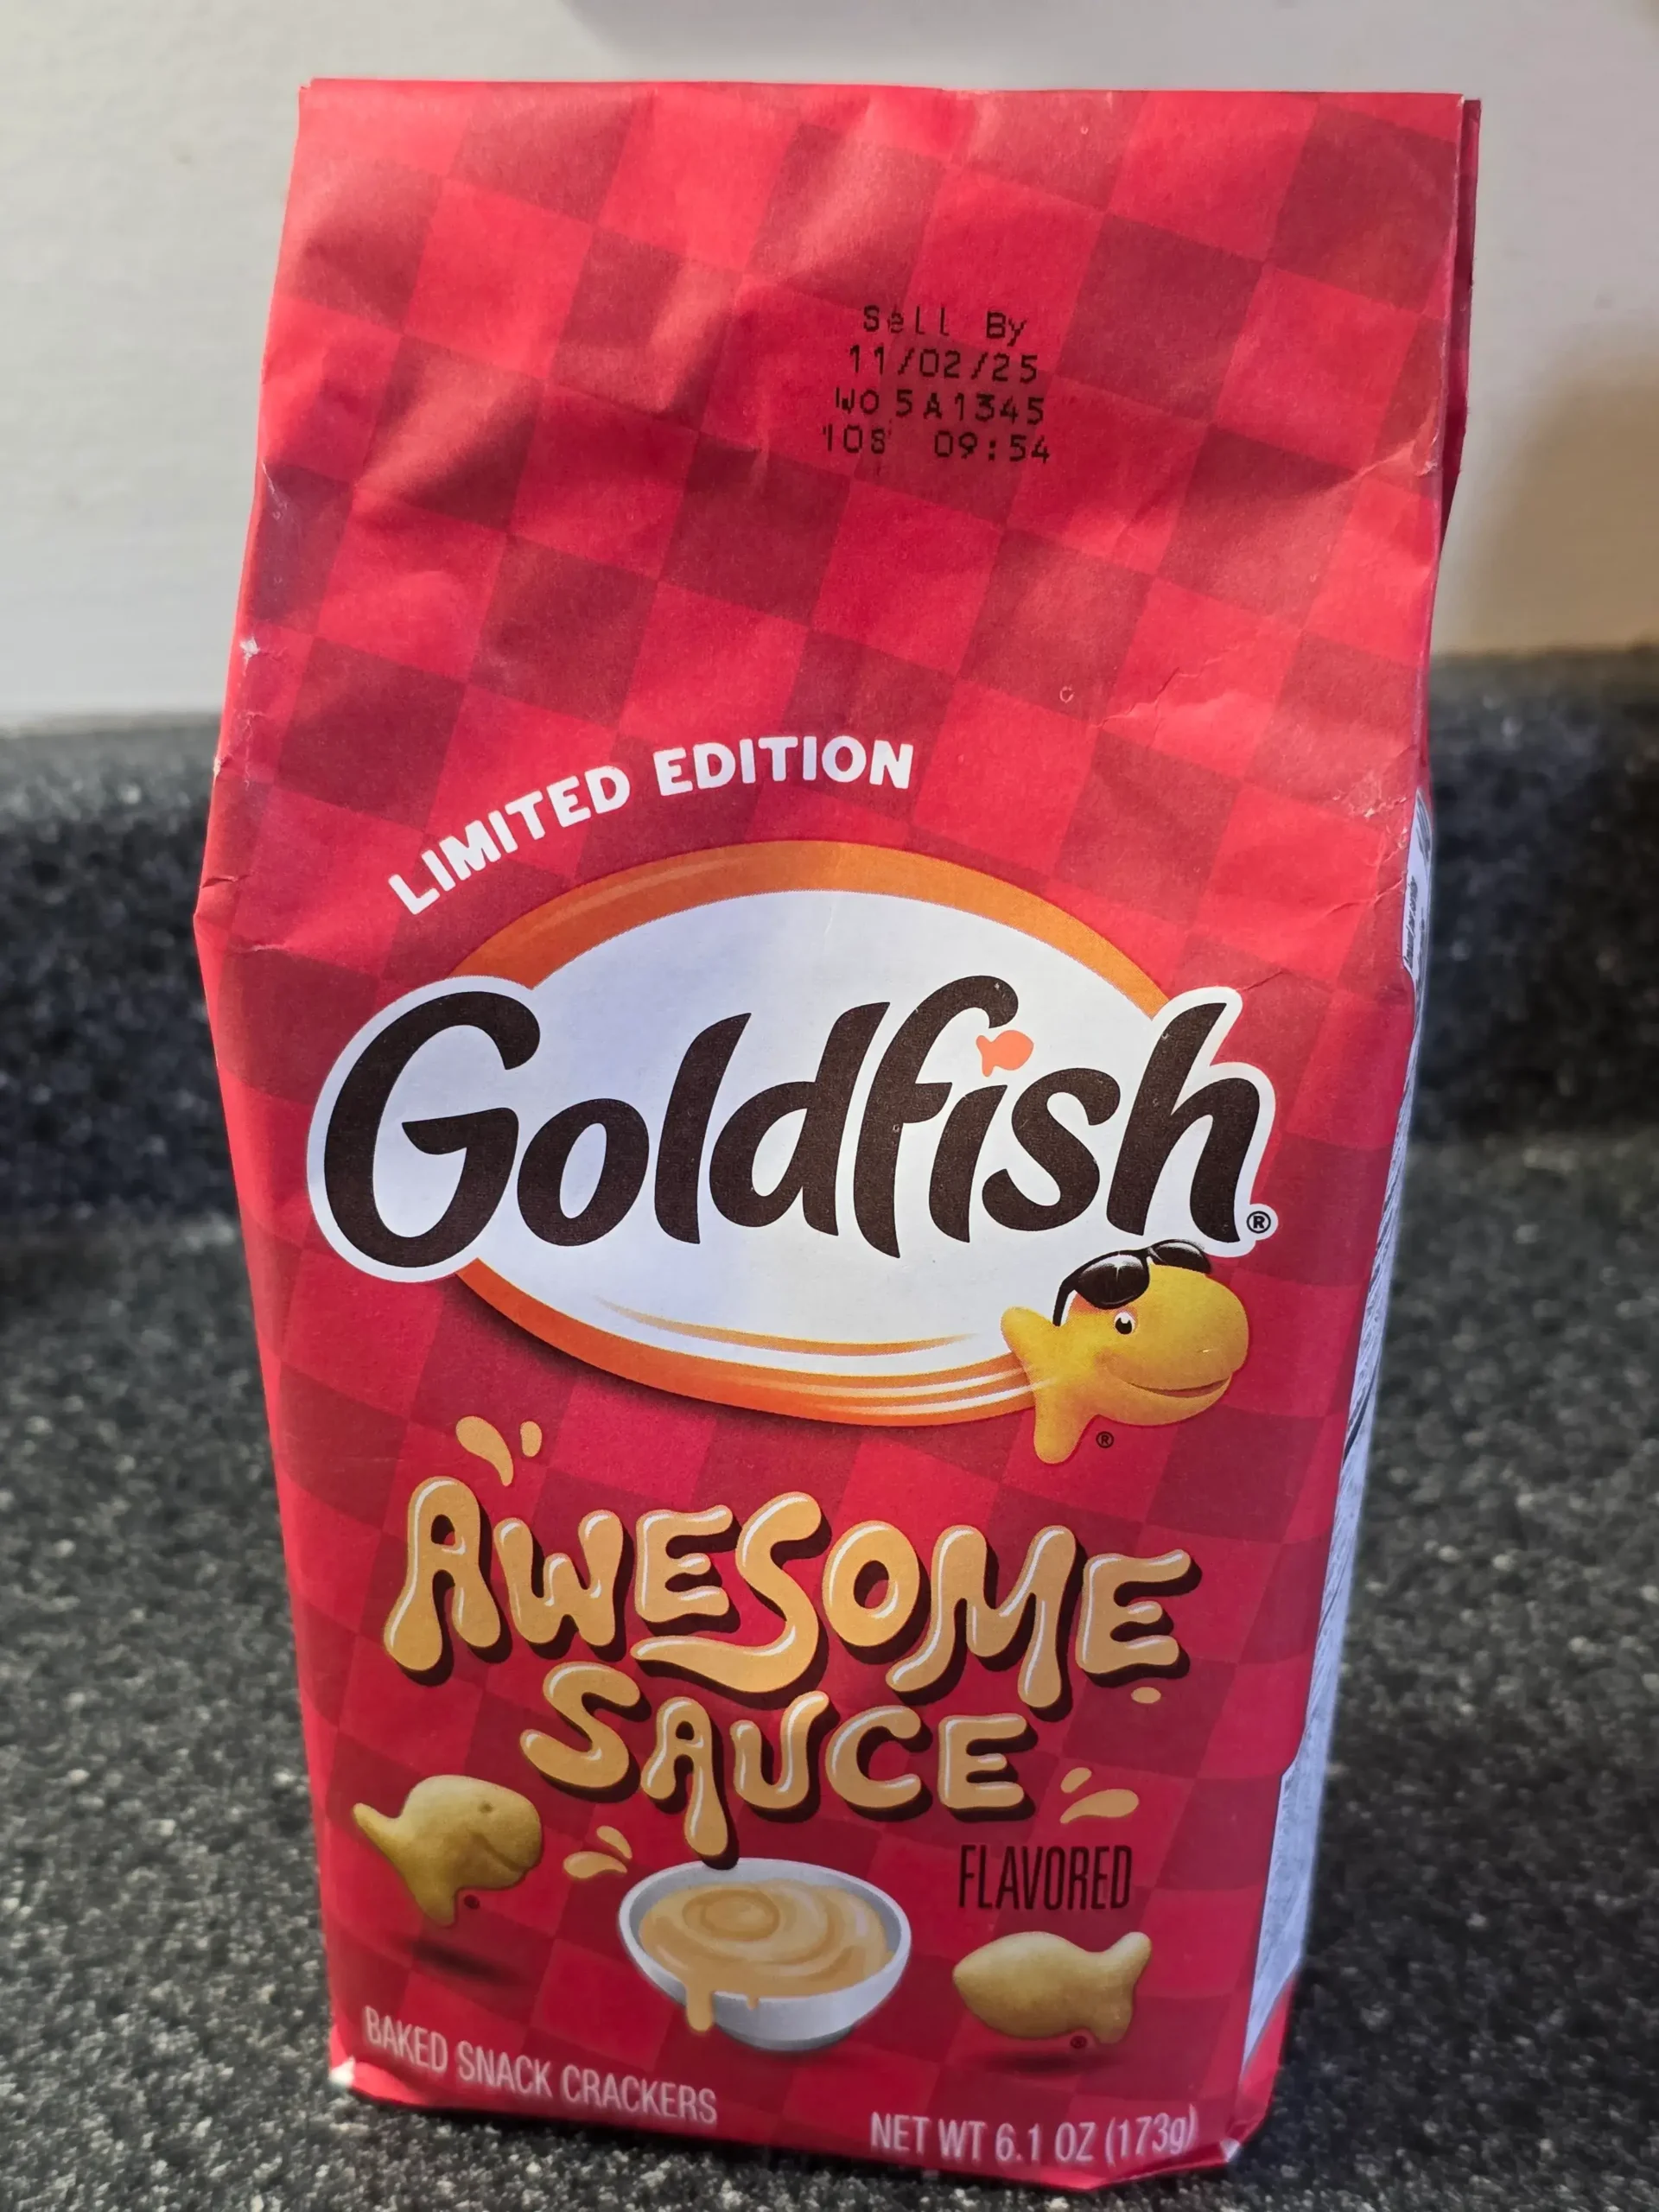 Sell By
11/02/25
W05A1345
108 09:54
LIMITED EDITION
Goldfish®
®
AWESOME
SAUCE
FLAVORED
®
®
BAKED SNACK CRACKERS
NET WT 6.1 OZ (173g)